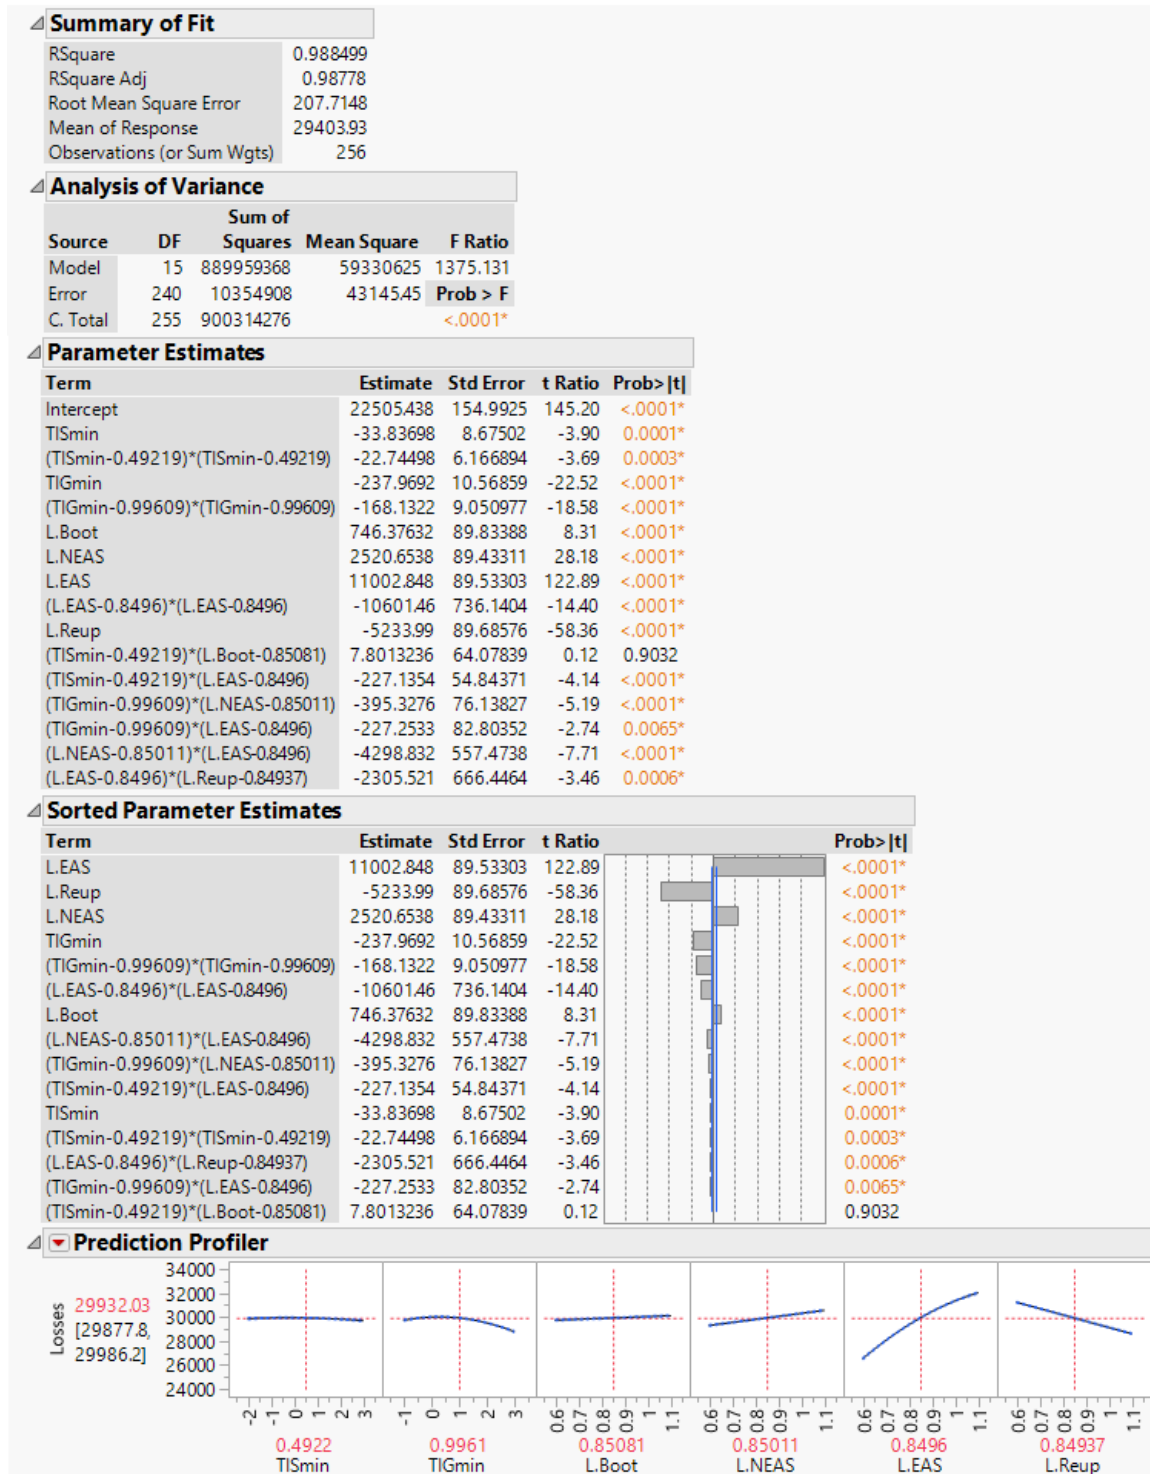 Summary of Fit
RSquare 0.988499
RSquare Adj 0.98778
Root Mean Square Error 207.7148
Mean of Response 29403.93
Observations (or Sum Wgts) 256
Analysis of Variance
Sum of
Source DF Squares Mean Square F Ratio
Model 15 889959368 59330625 1375.131
Error 240 10354908 43145.45 Prob > F
C. Total 255 900314276 <.0001*
Parameter Estimates
Term Estimate Std Error t Ratio Prob>|t|
Intercept 22505.438 154.9925 145.20 <.0001*
TISmin -33.83698 8.67502 -3.90 0.0001*
(TISmin-0.49219)*(TISmin-0.49219) -22.74498 6.166894 -3.69 0.0003*
TIGmin -237.9692 10.56859 -22.52 <.0001*
(TIGmin-0.99609)*(TIGmin-0.99609) -168.1322 9.050977 -18.58 <.0001*
L.Boot 746.37632 89.83388 8.31 <.0001*
L.NEAS 2520.6538 89.43311 28.18 <.0001*
L.EAS 11002.848 89.53303 122.89 <.0001*
(L.EAS-0.8496)*(L.EAS-0.8496) -10601.46 736.1404 -14.40 <.0001*
L.Reup -5233.99 89.68576 -58.36 <.0001*
(TISmin-0.49219)*(L.Boot-0.85081) 7.8013236 64.07839 0.12 0.9032
(TISmin-0.49219)*(L.EAS-0.8496) -227.1354 54.84371 -4.14 <.0001*
(TIGmin-0.99609)*(L.NEAS-0.85011) -395.3276 76.13827 -5.19 <.0001*
(TIGmin-0.99609)*(L.EAS-0.8496) -227.2533 82.80352 -2.74 0.0065*
(L.NEAS-0.85011)*(L.EAS-0.8496) -4298.832 557.4738 -7.71 <.0001*
(L.EAS-0.8496)*(L.Reup-0.84937) -2305.521 666.4464 -3.46 0.0006*
Sorted Parameter Estimates
Term Estimate Std Error t Ratio Prob>|t|
L.EAS 11002.848 89.53303 122.89 <.0001*
L.Reup -5233.99 89.68576 -58.36 <.0001*
L.NEAS 2520.6538 89.43311 28.18 <.0001*
TIGmin -237.9692 10.56859 -22.52 <.0001*
(TIGmin-0.99609)*(TIGmin-0.99609) -168.1322 9.050977 -18.58 <.0001*
(L.EAS-0.8496)*(L.EAS-0.8496) -10601.46 736.1404 -14.40 <.0001*
L.Boot 746.37632 89.83388 8.31 <.0001*
(L.NEAS-0.85011)*(L.EAS-0.8496) -4298.832 557.4738 -7.71 <.0001*
(TIGmin-0.99609)*(L.NEAS-0.85011) -395.3276 76.13827 -5.19 <.0001*
(TISmin-0.49219)*(L.EAS-0.8496) -227.1354 54.84371 -4.14 <.0001*
TISmin -33.83698 8.67502 -3.90 0.0001*
(TISmin-0.49219)*(TISmin-0.49219) -22.74498 6.166894 -3.69 0.0003*
(L.EAS-0.8496)*(L.Reup-0.84937) -2305.521 666.4464 -3.46 0.0006*
(TIGmin-0.99609)*(L.EAS-0.8496) -227.2533 82.80352 -2.74 0.0065*
(TISmin-0.49219)*(L.Boot-0.85081) 7.8013236 64.07839 0.12 0.9032
Prediction Profiler
Losses
29932.03
[29877.8,
29986.2]
34000
32000
30000
28000
26000
24000
-2 -1 0 1 2 3 -1 0 1 2 3 0.6 0.7 0.8 0.9 1 1.1 0.6 0.7 0.8 0.9 1 1.1 0.6 0.7 0.8 0.9 1 1.1 0.6 0.7 0.8 0.9 1 1.1
0.4922 0.9961 0.85081 0.85011 0.8496 0.84937
TISmin TIGmin L.Boot L.NEAS L.EAS L.Reup